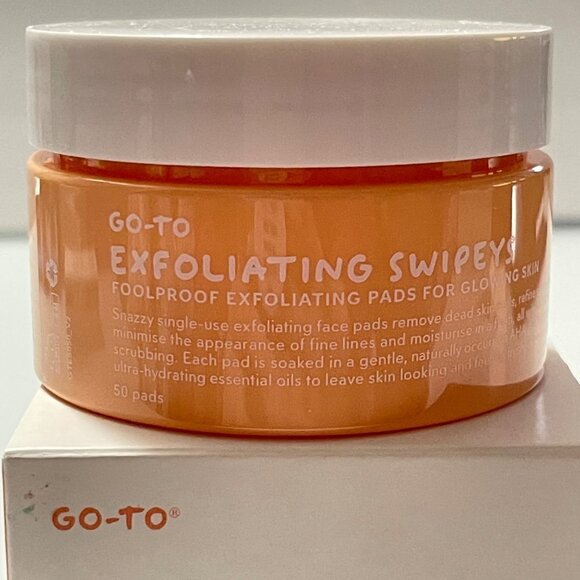 GO-TO
EXFOLIATING SWIPEYS
FOOLPROOF EXFOLIATING PADS FOR GLOWING SKIN
Snazzy single-use exfoliating face pads remove dead skin
minimise the appearance of fine lines and moisturise
scrubbing. Each pad is soaked in a gentle, naturally
ultra-hydrating essential oils to leave skin looking and
50 pads
GO-TO®